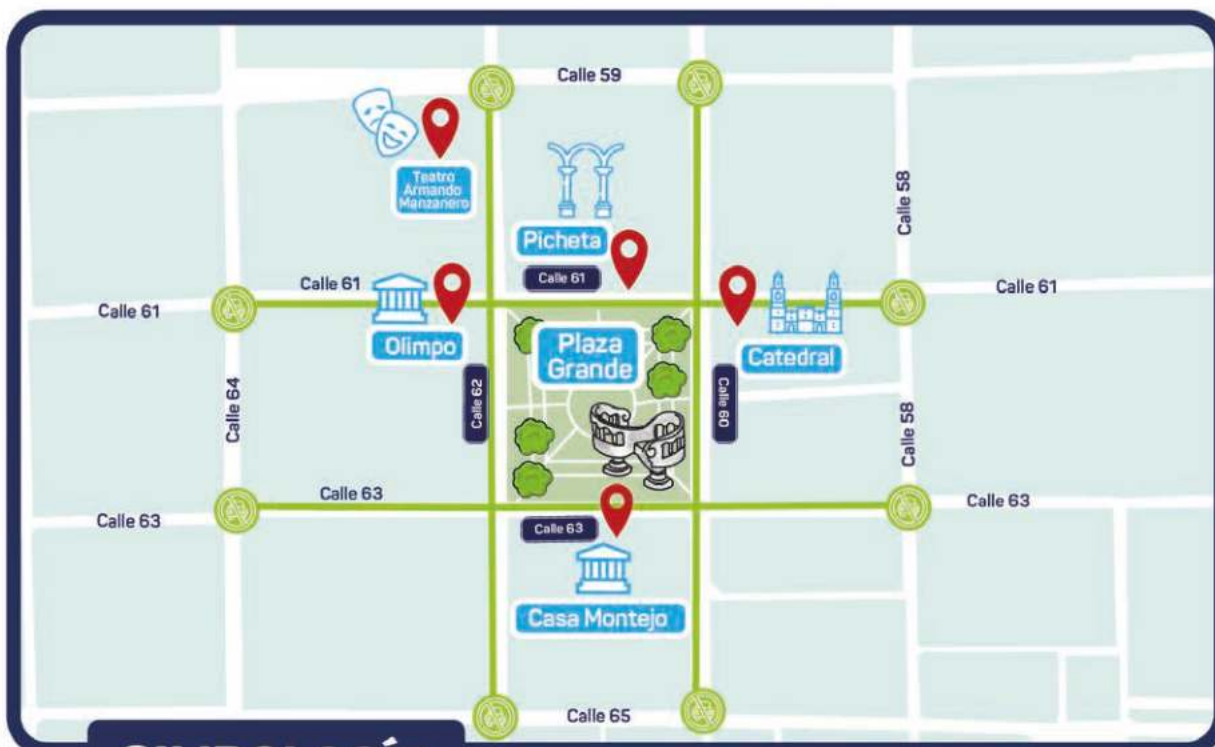 Calle 59
Teatro
Armando
Manzanero
Picheta
Calle 58
Calle 61
Calle 61
Calle 61
Calle 61
Olimpo
Plaza
Grande
Catedral
Calle 62
Calle 60
Calle 64
Calle 58
Calle 63
Calle 63
Calle 63
Calle 63
Casa Montejo
Calle 65